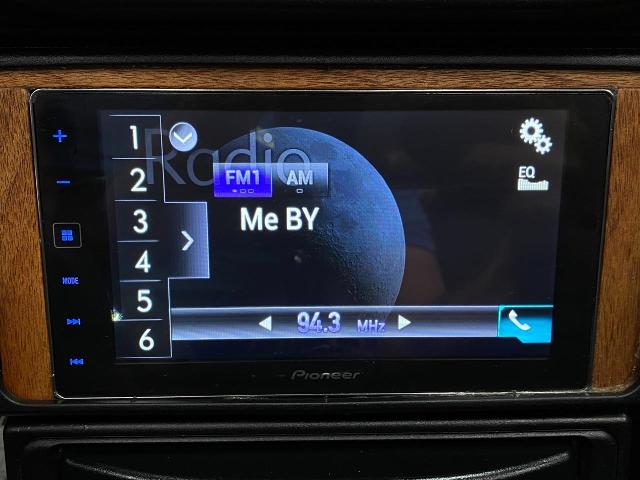 Radio
1
2
3
4
5
6
FM1 AM
EQ
Me BY
94.3 MHz
MODE
Pioneer